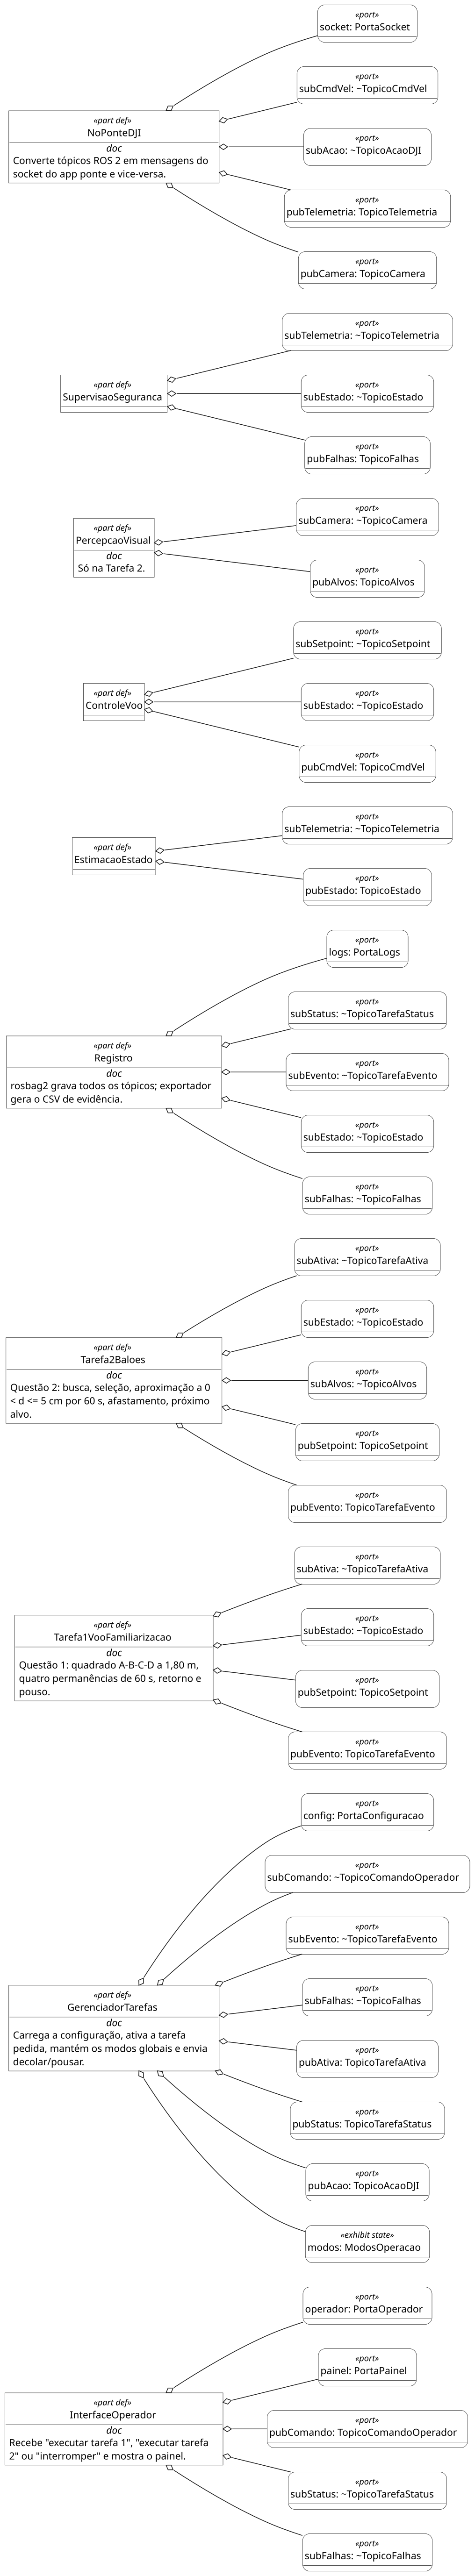 «port»
socket: PortaSocket
«port»
subCmdVel: ~TopicoCmdVel
«part def»
NoPonteDJI
doc
Converte tópicos ROS 2 em mensagens do
socket do app ponte e vice-versa.
«port»
subAcao: ~TopicoAcaoDJI
«port»
pubTelemetria: TopicoTelemetria
«port»
pubCamera: TopicoCamera
«port»
subTelemetria: ~TopicoTelemetria
«part def»
SupervisaoSeguranca
«port»
subEstado: ~TopicoEstado
«port»
pubFalhas: TopicoFalhas
«port»
subCamera: ~TopicoCamera
«part def»
PercepcaoVisual
doc
Só na Tarefa 2.
«port»
pubAlvos: TopicoAlvos
«port»
subSetpoint: ~TopicoSetpoint
«part def»
ControleVoo
«port»
subEstado: ~TopicoEstado
«port»
pubCmdVel: TopicoCmdVel
«port»
subTelemetria: ~TopicoTelemetria
«part def»
EstimacaoEstado
«port»
pubEstado: TopicoEstado
«port»
logs: PortaLogs
«port»
subStatus: ~TopicoTarefaStatus
«part def»
Registro
doc
rosbag2 grava todos os tópicos; exportador
gera o CSV de evidência.
«port»
subEvento: ~TopicoTarefaEvento
«port»
subEstado: ~TopicoEstado
«port»
subFalhas: ~TopicoFalhas
«port»
subAtiva: ~TopicoTarefaAtiva
«port»
subEstado: ~TopicoEstado
«part def»
Tarefa2Baloes
doc
Questão 2: busca, seleção, aproximação a 0
< d <= 5 cm por 60 s, afastamento, próximo
alvo.
«port»
subAlvos: ~TopicoAlvos
«port»
pubSetpoint: TopicoSetpoint
«port»
pubEvento: TopicoTarefaEvento
«port»
subAtiva: ~TopicoTarefaAtiva
«port»
subEstado: ~TopicoEstado
«part def»
Tarefa1VooFamiliarizacao
doc
Questão 1: quadrado A-B-C-D a 1,80 m,
quatro permanências de 60 s, retorno e
pouso.
«port»
pubSetpoint: TopicoSetpoint
«port»
pubEvento: TopicoTarefaEvento
«port»
config: PortaConfiguracao
«port»
subComando: ~TopicoComandoOperador
«port»
subEvento: ~TopicoTarefaEvento
«part def»
GerenciadorTarefas
doc
Carrega a configuração, ativa a tarefa
pedida, mantém os modos globais e envia
decolar/pousar.
«port»
subFalhas: ~TopicoFalhas
«port»
pubAtiva: TopicoTarefaAtiva
«port»
pubStatus: TopicoTarefaStatus
«port»
pubAcao: TopicoAcaoDJI
«exhibit state»
modos: ModosOperacao
«port»
operador: PortaOperador
«port»
painel: PortaPainel
«part def»
InterfaceOperador
doc
Recebe "executar tarefa 1", "executar tarefa
2" ou "interromper" e mostra o painel.
«port»
pubComando: TopicoComandoOperador
«port»
subStatus: ~TopicoTarefaStatus
«port»
subFalhas: ~TopicoFalhas